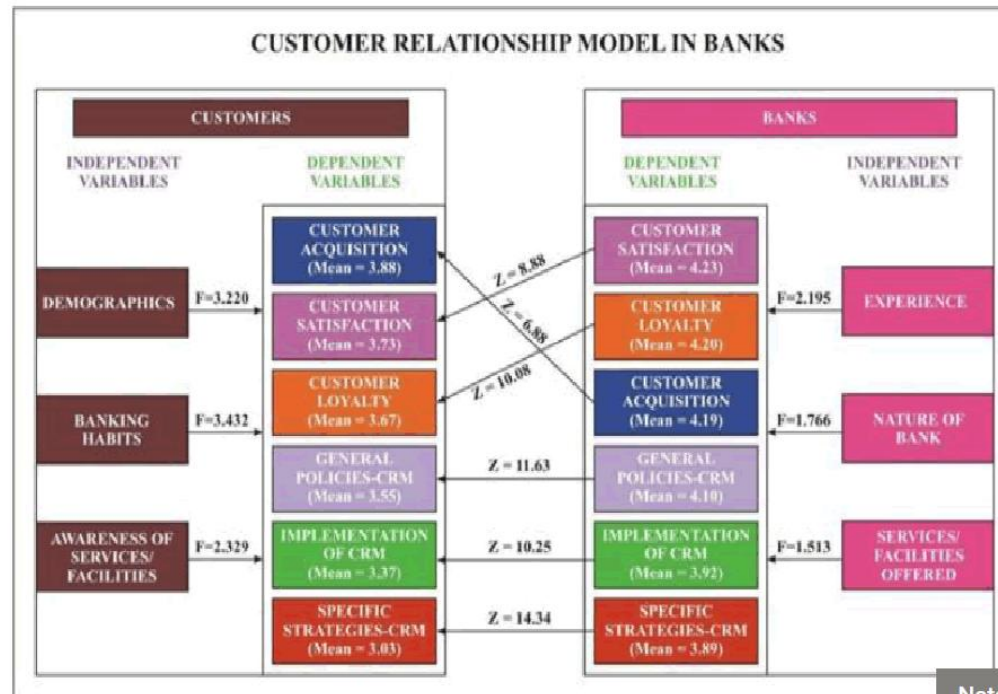 CUSTOMER RELATIONSHIP MODEL IN BANKS
CUSTOMERS
INDEPENDENT
VARIABLES
DEPENDENT
VARIABLES
DEMOGRAPHICS
F=3.220
BANKING
HABITS
F=3.432
AWARENESS OF
SERVICES/
FACILITIES
F=2.329
CUSTOMER
ACQUISITION
(Mean = 3.88)
CUSTOMER
SATISFACTION
(Mean = 3.73)
CUSTOMER
LOYALTY
(Mean = 3.67)
GENERAL
POLICIES-CRM
(Mean = 3.55)
IMPLEMENTATION
OF CRM
(Mean = 3.37)
SPECIFIC
STRATEGIES-CRM
(Mean = 3.03)
Z = 8.88
Z = 6.88
Z = 10.08
Z = 11.63
Z = 10.25
Z = 14.34
BANKS
DEPENDENT
VARIABLES
INDEPENDENT
VARIABLES
CUSTOMER
SATISFACTION
(Mean = 4.23)
CUSTOMER
LOYALTY
(Mean = 4.20)
CUSTOMER
ACQUISITION
(Mean = 4.19)
GENERAL
POLICIES-CRM
(Mean = 4.10)
IMPLEMENTATION
OF CRM
(Mean = 3.92)
SPECIFIC
STRATEGIES-CRM
(Mean = 3.89)
F=2.195
EXPERIENCE
F=1.766
NATURE OF
BANK
F=1.513
SERVICES/
FACILITIES
OFFERED